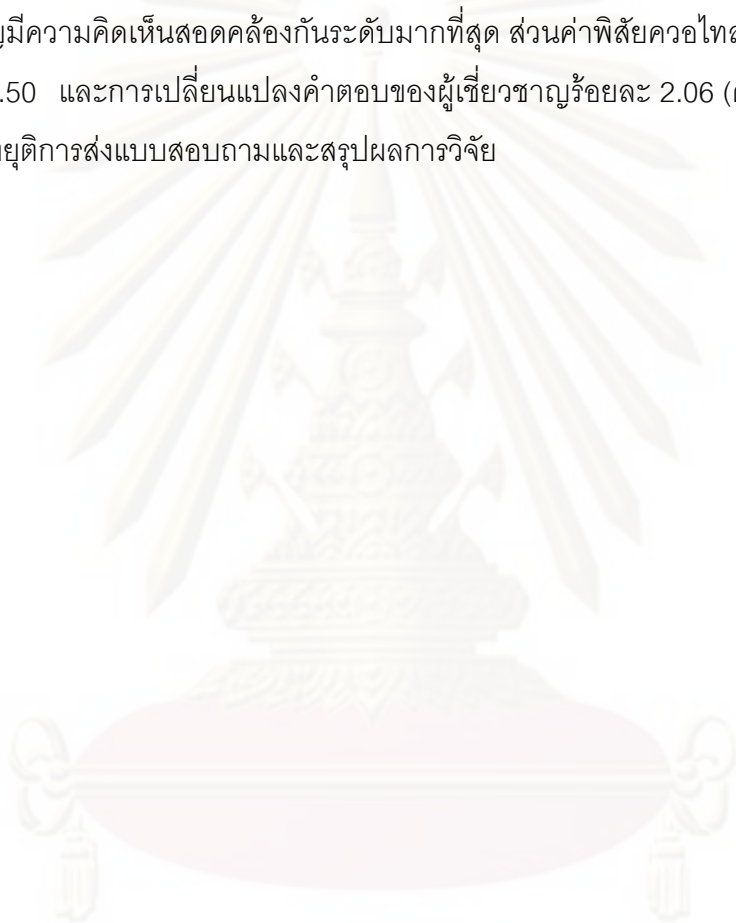 มีความคิดเห็นสอดคล้องกันระดับมากที่สุด ส่วนค่าพิสัยควอไทล
.50 และการเปลี่ยนแปลงคำตอบของผู้เชี่ยวชาญร้อยละ 2.06 (
ยุติการส่งแบบสอบถามและสรุปผลการวิจัย